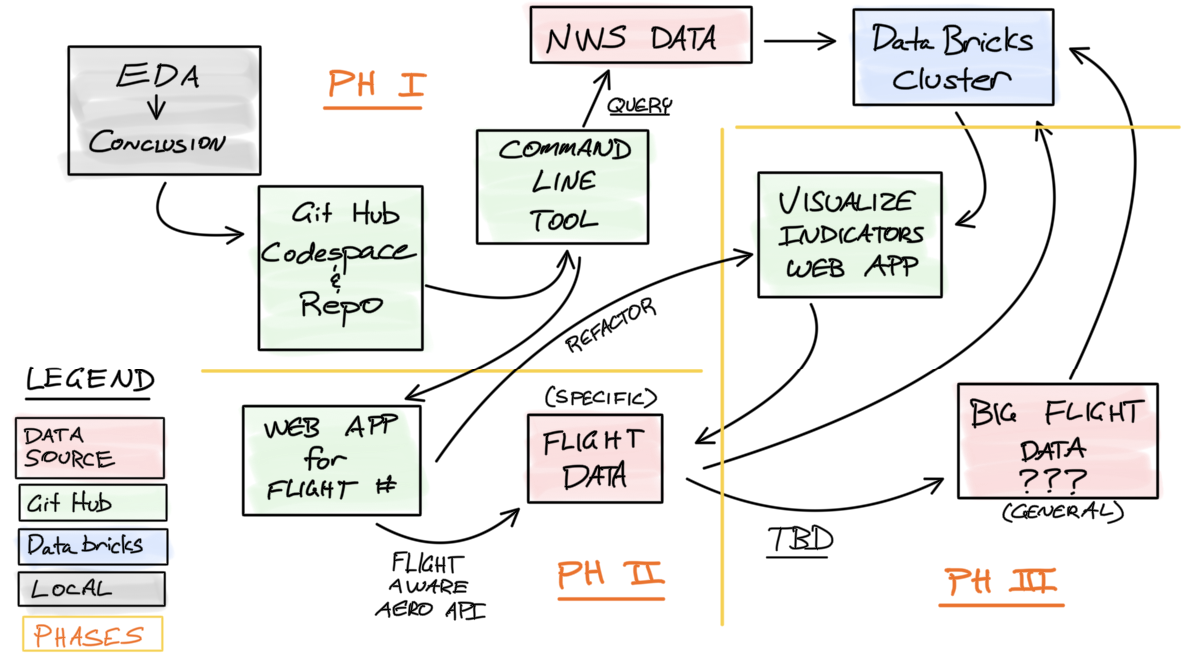 EDA
CONCLUSION
PH I
NWS DATA
Data Bricks
Cluster
QUERY
COMMAND
LINE
TOOL
Git Hub
Codespace
&
Repo
VISUALIZE
INDICATORS
WEB APP
REFACTOR
LEGEND
DATA
SOURCE
Git Hub
Data bricks
LOCAL
PHASES
WEB APP
for
FLIGHT #
(SPECIFIC)
FLIGHT
DATA
FLIGHT
AWARE
AERO API
PH II
BIG FLIGHT
DATA
???
(GENERAL)
TBD
PH III